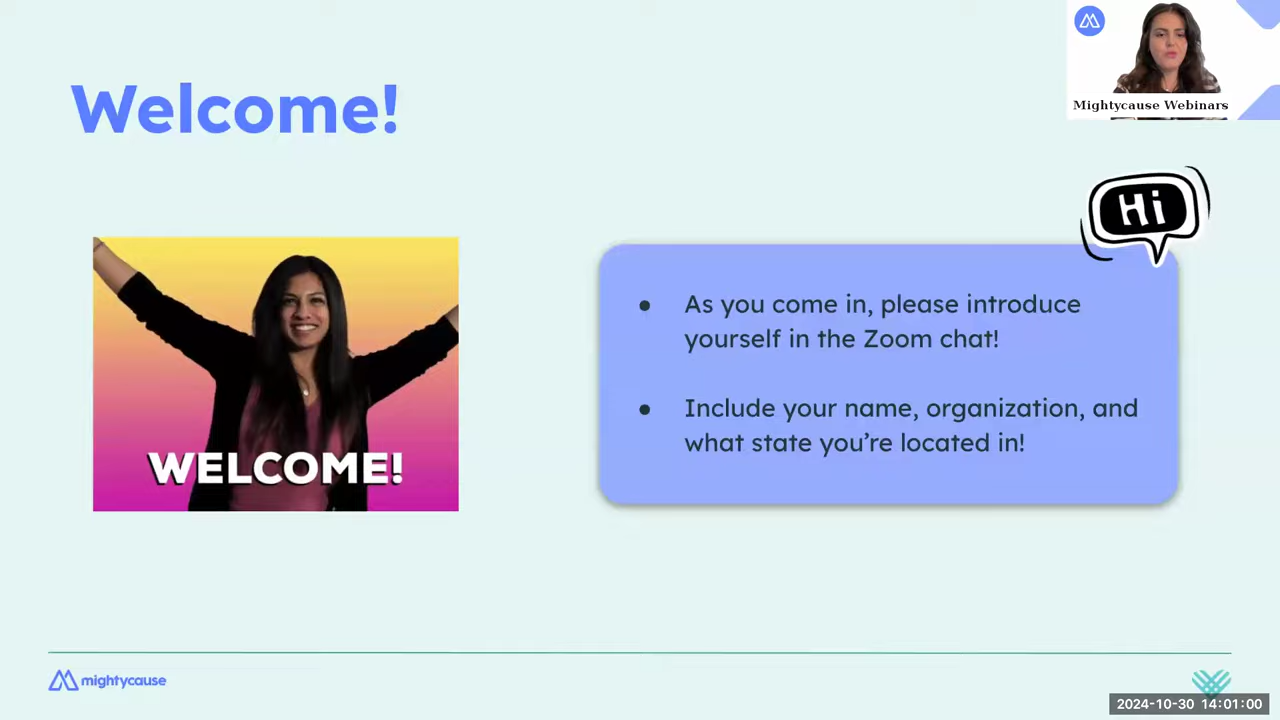 Welcome!
Mightycause Webinars
Hi
WELCOME!
● As you come in, please introduce
yourself in the Zoom chat!
● Include your name, organization, and
what state you’re located in!
mightycause
2024-10-30 14:01:00